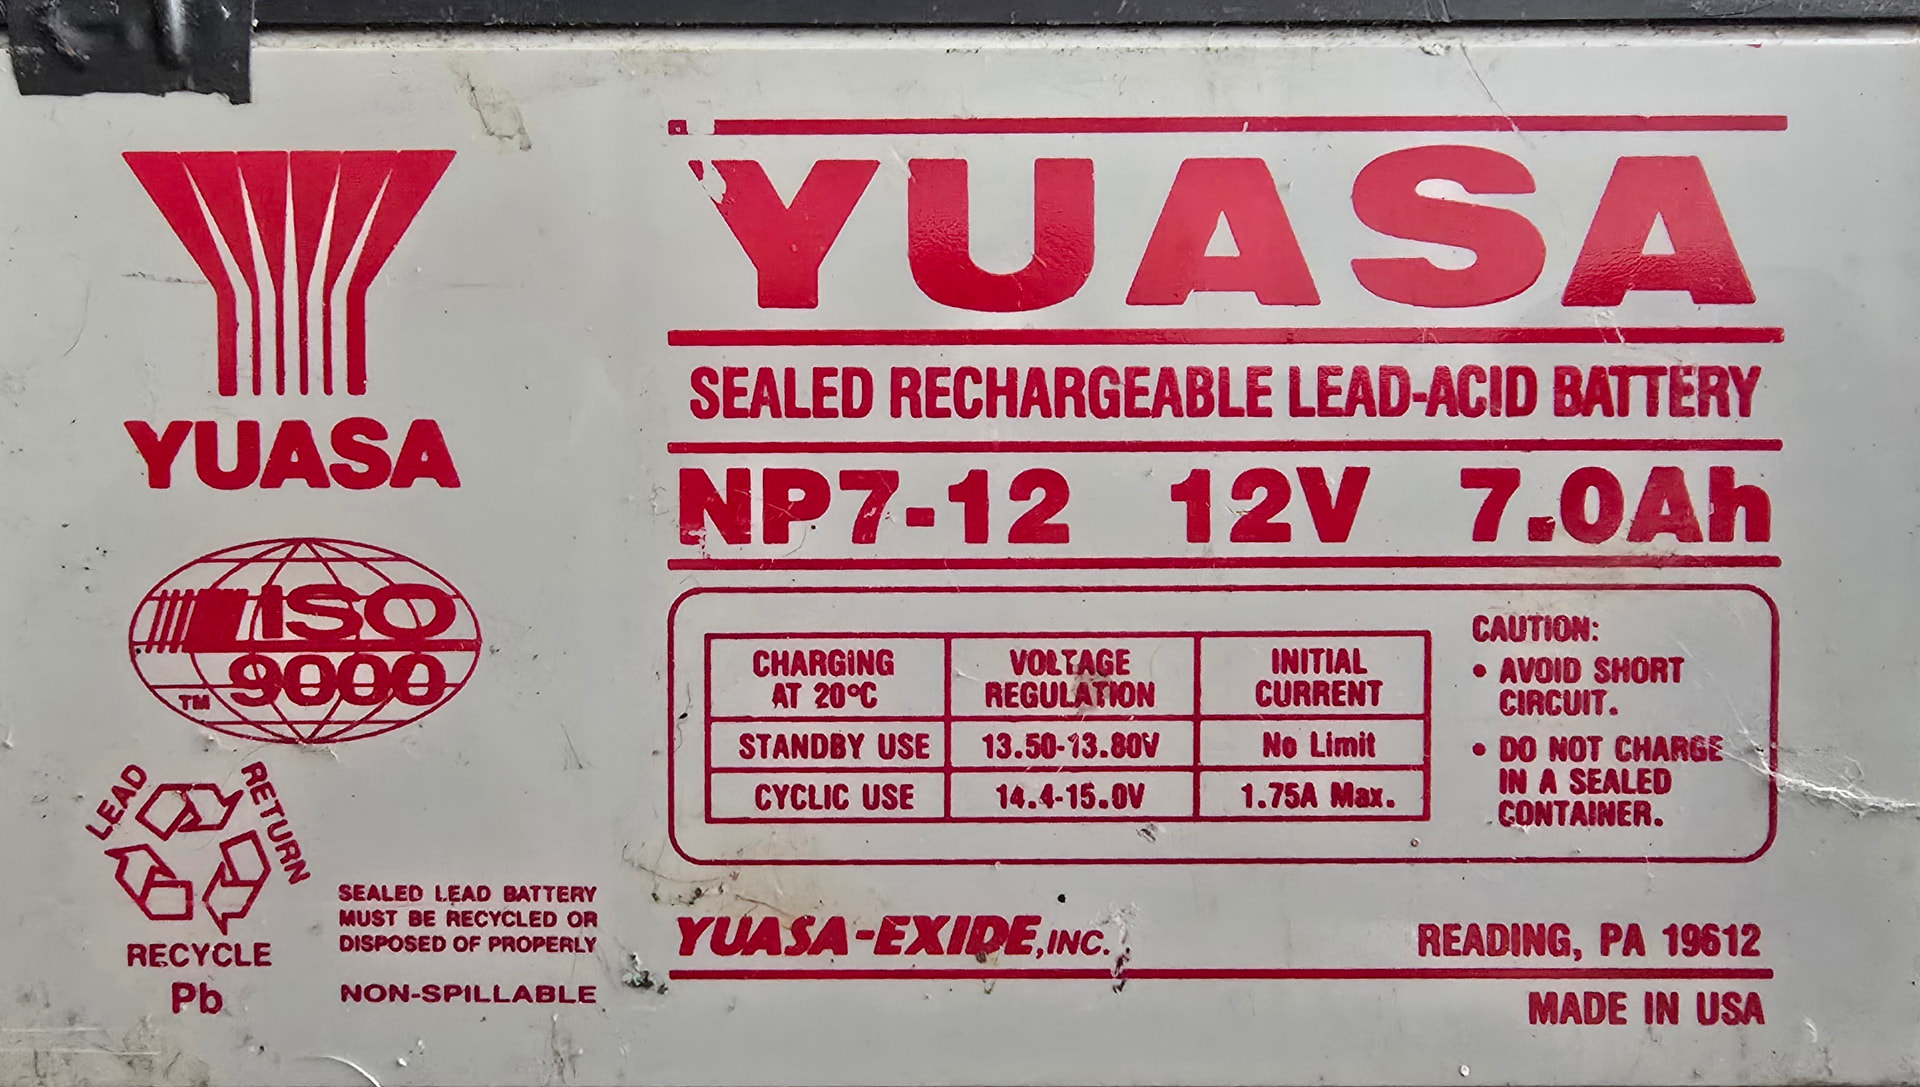 YUASA
ISO
9000
TM
LEAD
RETURN
RECYCLE
Pb
SEALED LEAD BATTERY
MUST BE RECYCLED OR
DISPOSED OF PROPERLY
NON-SPILLABLE
YUASA
SEALED RECHARGEABLE LEAD-ACID BATTERY
NP7-12 12V 7.0Ah
CHARGING
AT 20°C
VOLTAGE
REGULATION
INITIAL
CURRENT
STANDBY USE 13.50-13.80V No Limit
CYCLIC USE 14.4-15.0V 1.75A Max.
CAUTION:
• AVOID SHORT
CIRCUIT.
• DO NOT CHARGE
IN A SEALED
CONTAINER.
YUASA-EXIDE, INC.
READING, PA 19612
MADE IN USA